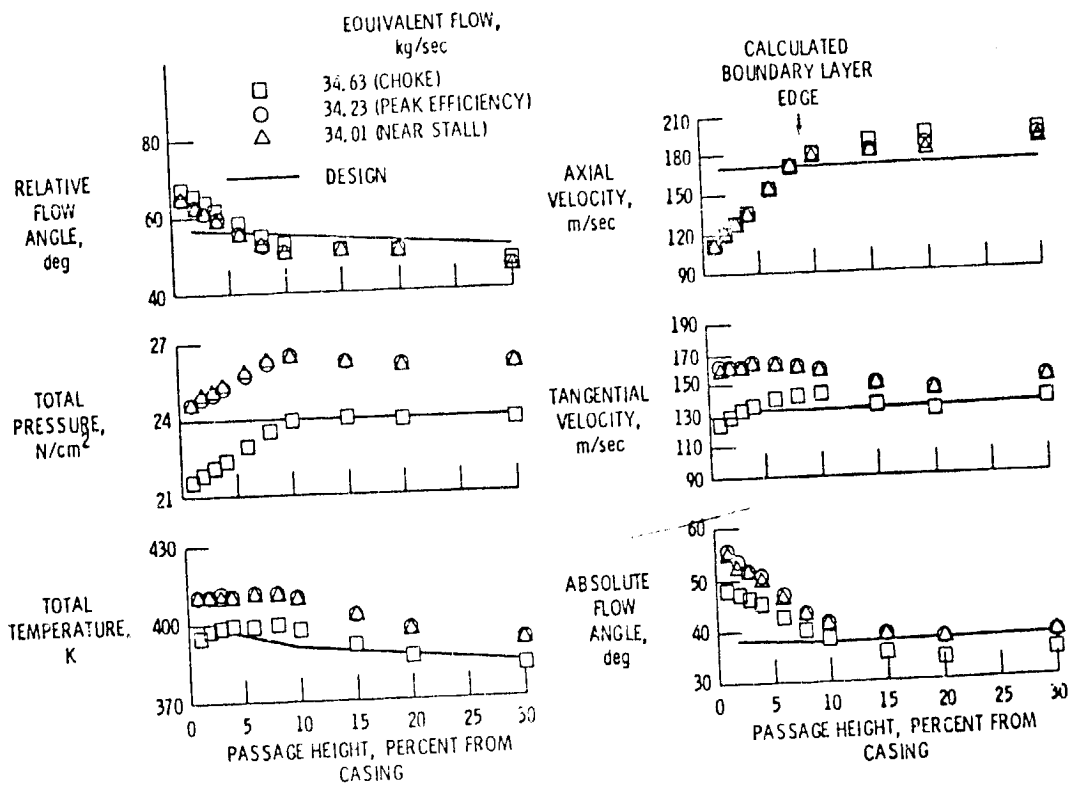 EQUIVALENT FLOW,
kg/sec
34.63 (CHOKE)
34.23 (PEAK EFFICIENCY)
34.01 (NEAR STALL)
DESIGN
RELATIVE
FLOW
ANGLE,
deg
80
60
40
CALCULATED
BOUNDARY LAYER
EDGE
AXIAL
VELOCITY,
m/sec
210
180
150
120
90
TOTAL
PRESSURE,
N/cm2
27
24
21
TANGENTIAL
VELOCITY,
m/sec
190
170
150
130
110
90
TOTAL
TEMPERATURE,
K
430
400
370
0 5 10 15 20 25 30
PASSAGE HEIGHT, PERCENT FROM
CASING
ABSOLUTE
FLOW
ANGLE,
deg
60
50
40
30
0 5 10 15 20 25 30
PASSAGE HEIGHT, PERCENT FROM
CASING